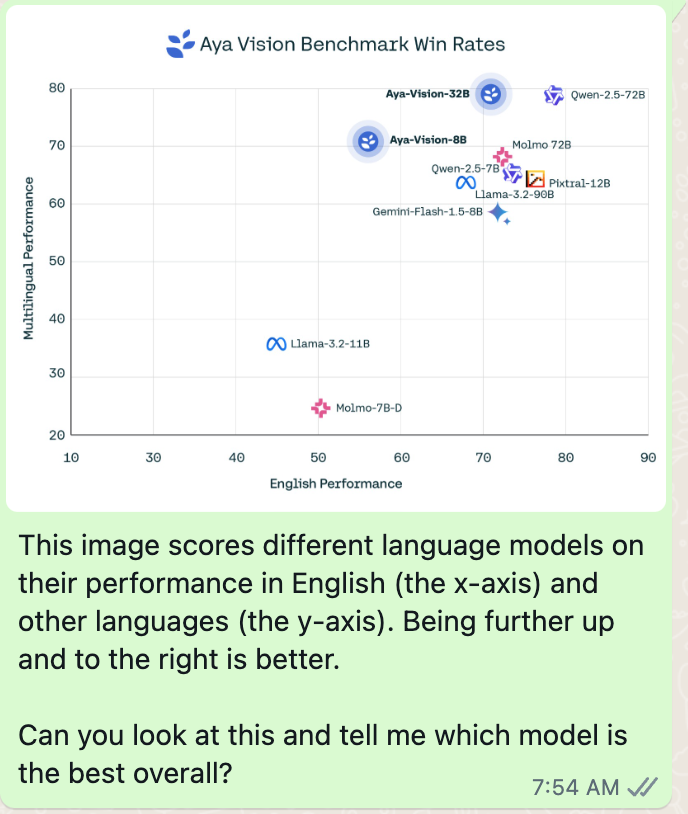 Aya Vision Benchmark Win Rates
Multilingual Performance
80
70
60
50
40
30
20
Aya-Vision-32B
Qwen-2.5-72B
Aya-Vision-8B
Molmo 72B
Qwen-2.5-7B
Pixtral-12B
Llama-3.2-90B
Gemini-Flash-1.5-8B
Llama-3.2-11B
Molmo-7B-D
10 30 40 50 60 70 80 90
English Performance
This image scores different language models on
their performance in English (the x-axis) and
other languages (the y-axis). Being further up
and to the right is better.
Can you look at this and tell me which model is
the best overall?
7:54 AM